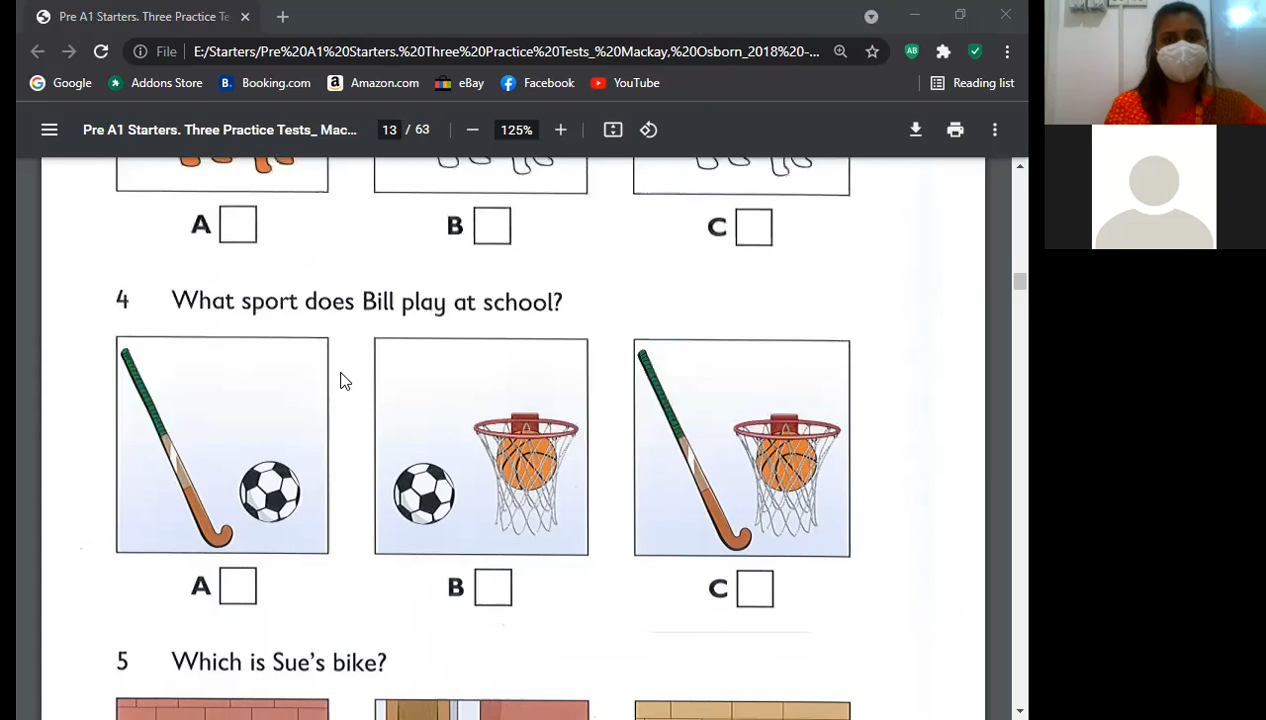 Pre A1 Starters. Three Practice Te
File E:/Starters/Pre%20A1%20Starters.%20Three%20Practice%20Tests_%20Mackay,%20Osborn_2018%20-...
AB
Google Addons Store B. Booking.com a Amazon.com eBay Facebook YouTube Reading list
Pre A1 Starters. Three Practice Tests_ Mac... 13 / 63 125%
A B C
4 What sport does Bill play at school?
A B C
5 Which is Sue's bike?